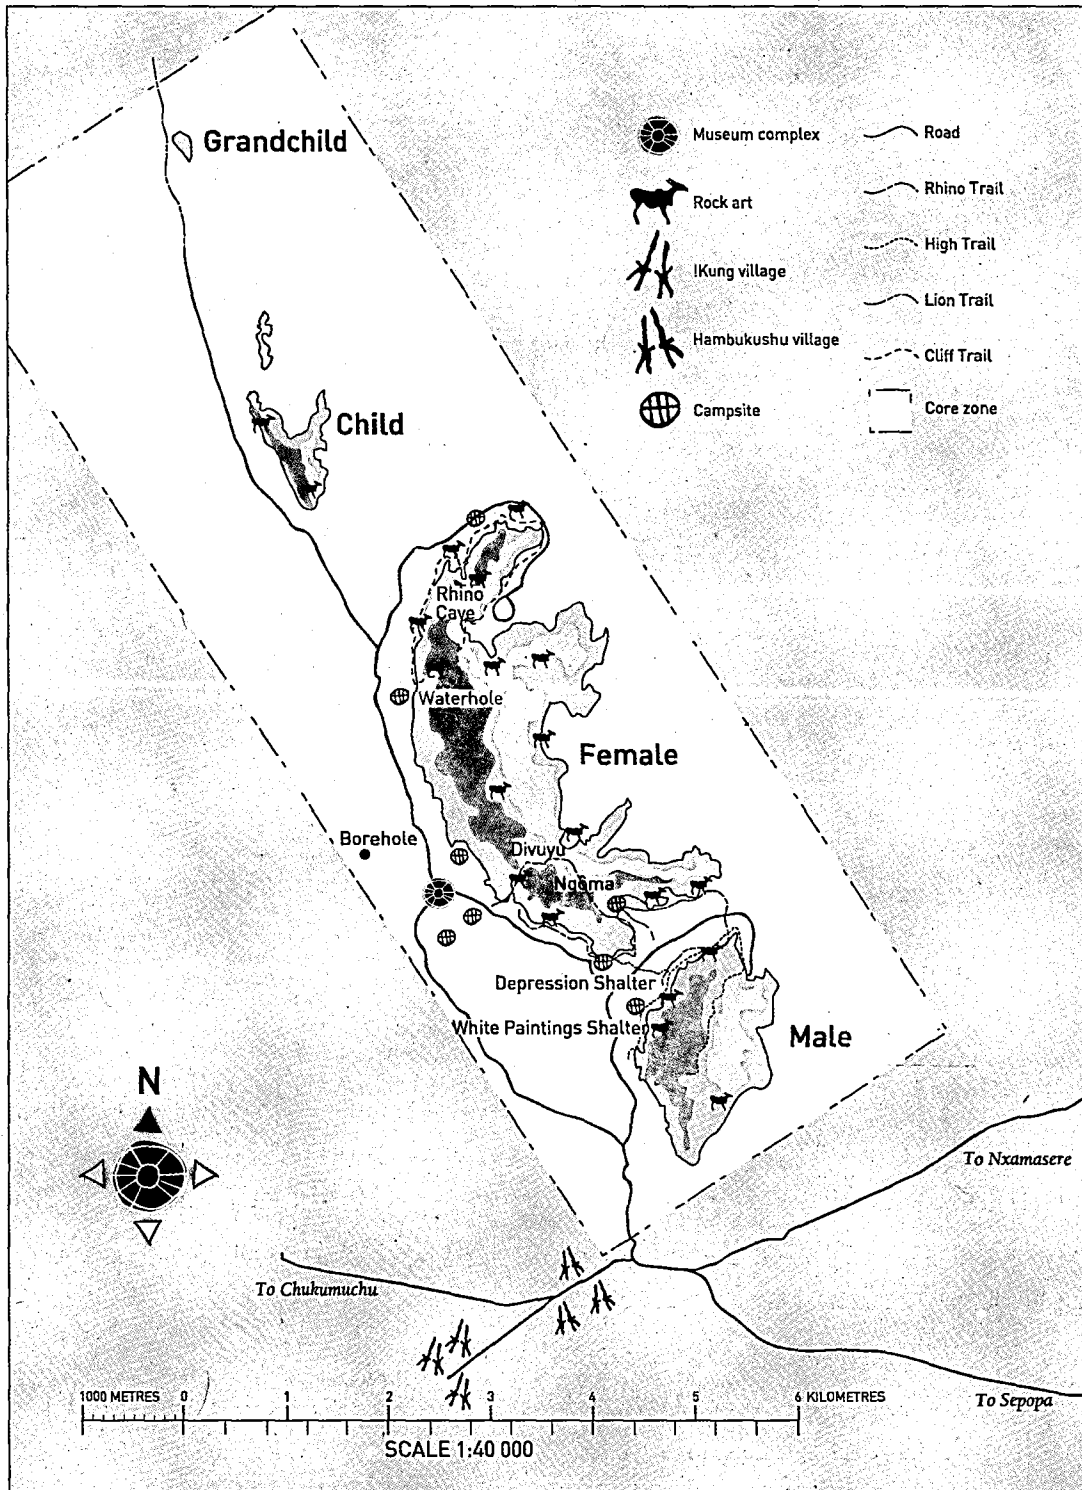 Grandchild
Museum complex
Road
Rock art
Rhino Trail
!Kung village
High Trail
Hambukushu village
Lion Trail
Campsite
Cliff Trail
Core zone
Child
Rhino
Cave
Waterhole
Female
Borehole
Divuyu
Nqoma
Depression Shalter
White Paintings Shalter
Male
N
To Nxamasere
To Chukumuchu
To Sepopa
1000 METRES 0 1 2 3 4 5 6 KILOMETRES
SCALE 1:40 000